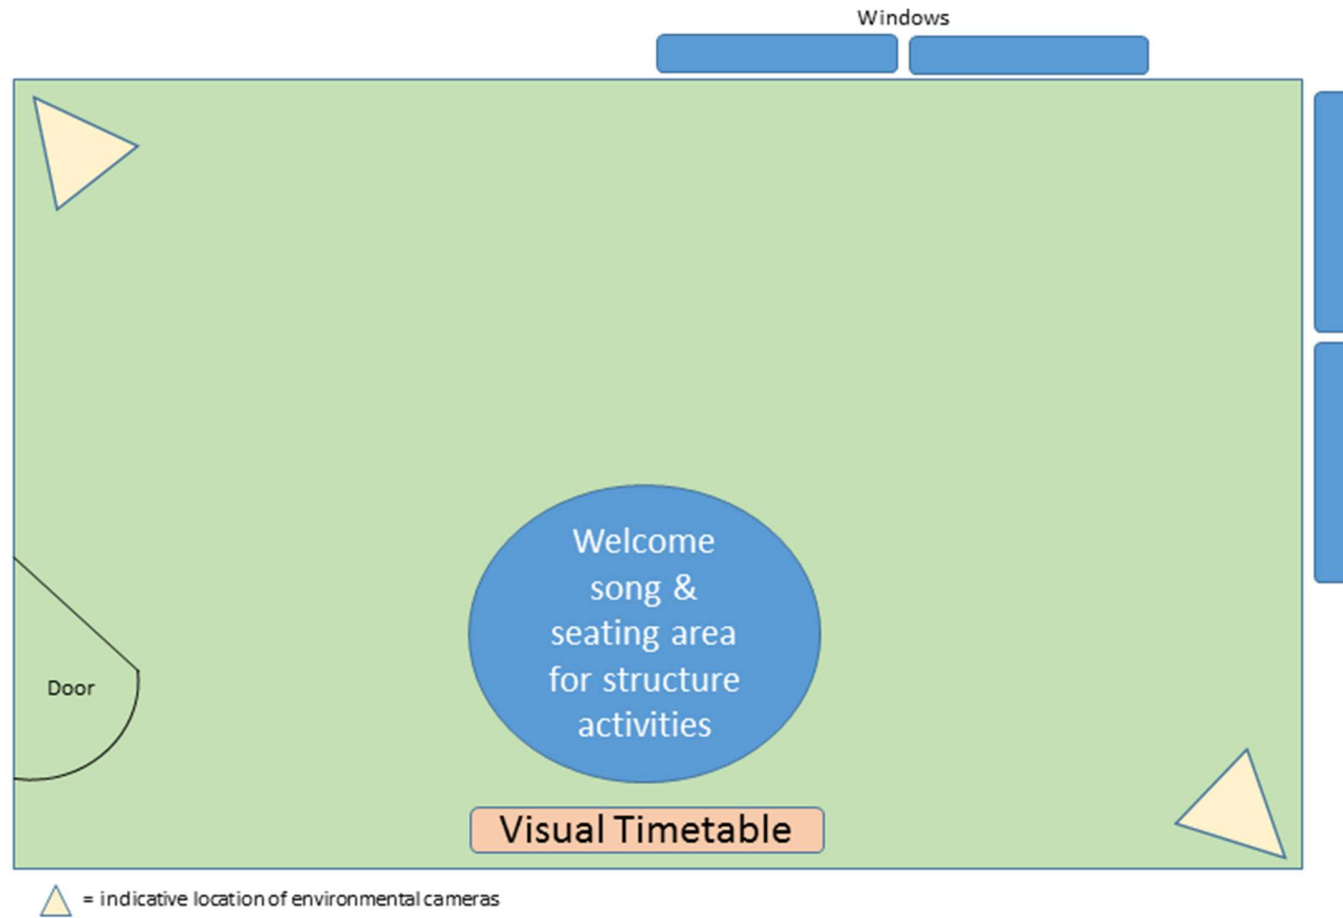 Windows
Welcome
song &
seating area
for structure
activities
Door
Visual Timetable
= indicative location of environmental cameras